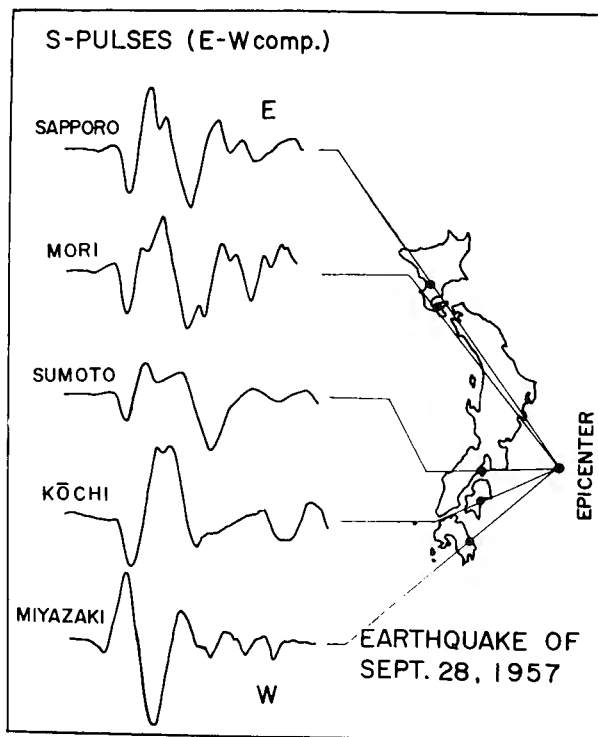 S-PULSES (E-W comp.)
E
SAPPORO
MORI
SUMOTO
KŌCHI
MIYAZAKI
W
EPICENTER
EARTHQUAKE OF
SEPT. 28, 1957